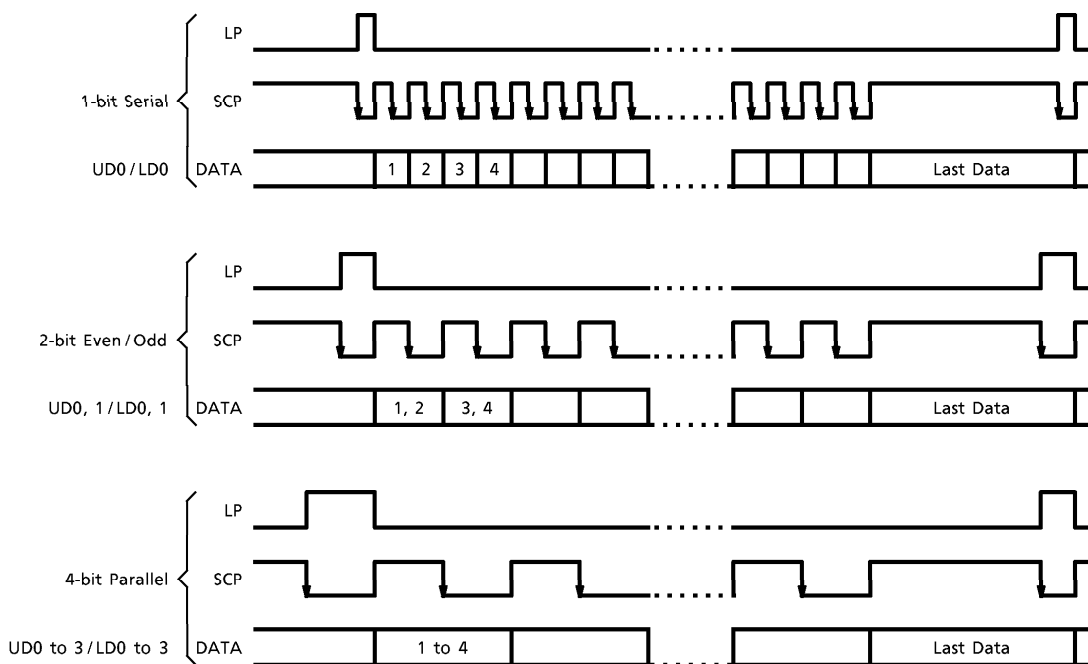 LP
1-bit Serial SCP
UD0/LD0 DATA 1 2 3 4 Last Data
LP
2-bit Even/Odd SCP
UD0, 1/LD0, 1 DATA 1, 2 3, 4 Last Data
LP
4-bit Parallel SCP
UD0 to 3/LD0 to 3 DATA 1 to 4 Last Data